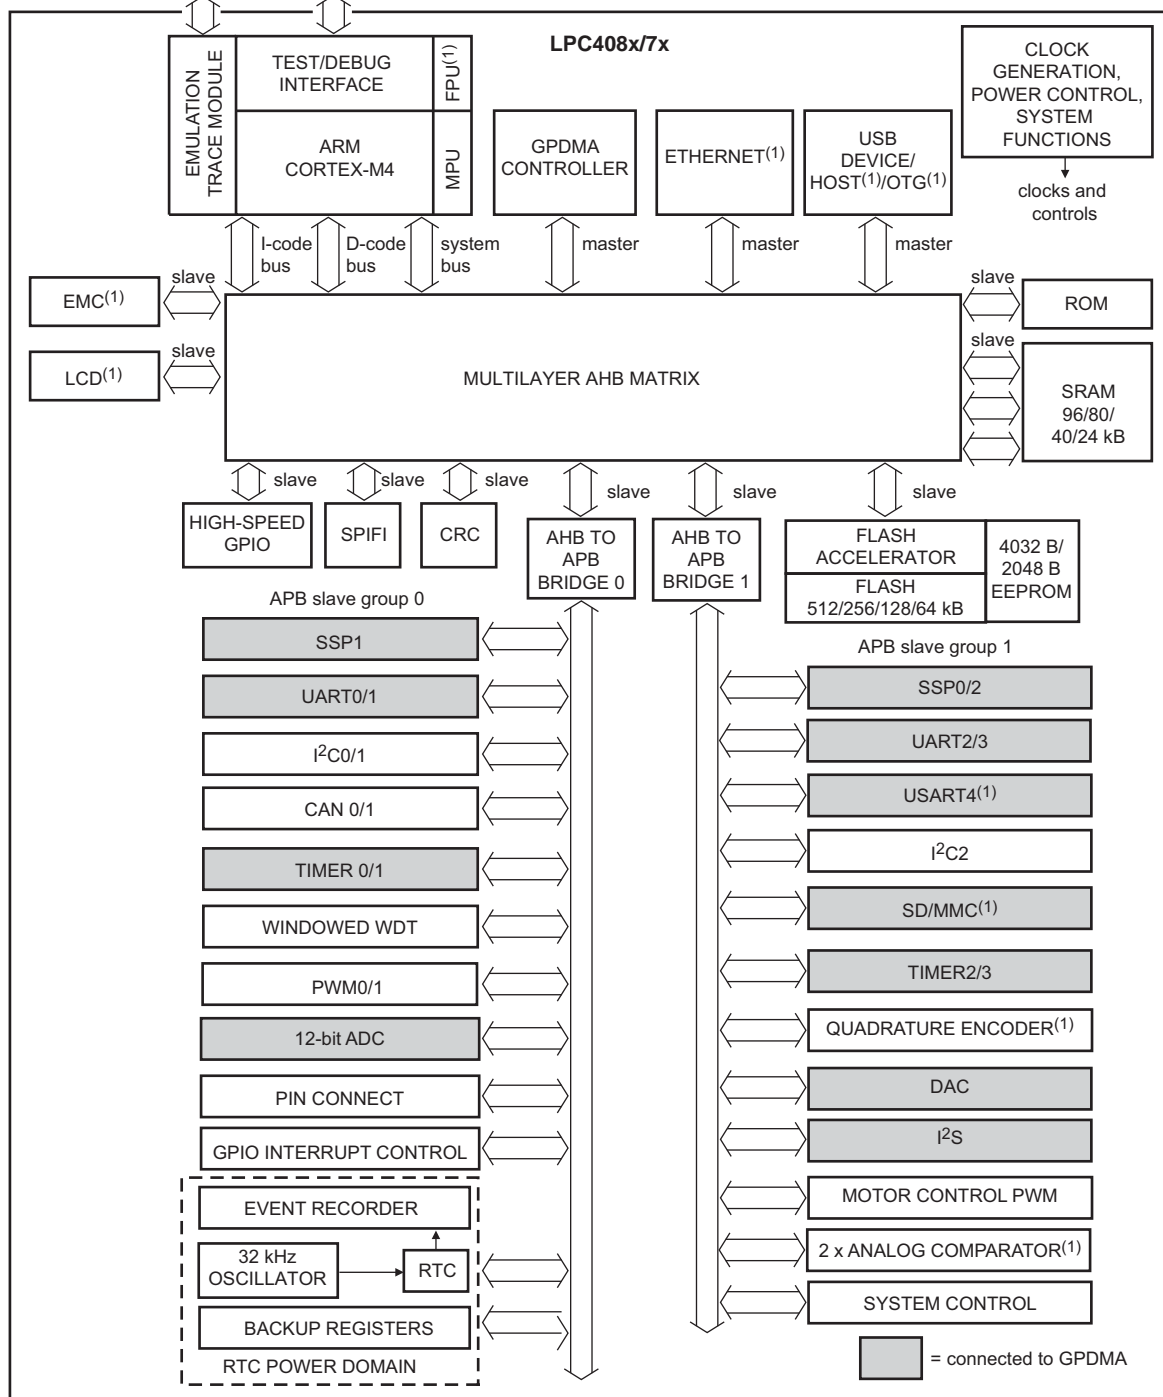 LPC408x/7x
EMULATION
TRACE MODULE
TEST/DEBUG
INTERFACE
FPU(1)
ARM
CORTEX-M4
MPU
GPDMA
CONTROLLER
ETHERNET(1)
USB
DEVICE/
HOST(1)/OTG(1)
CLOCK
GENERATION,
POWER CONTROL,
SYSTEM
FUNCTIONS
clocks and
controls
I-code
bus
D-code
bus
system
bus
master
master
master
slave
EMC(1)
slave
LCD(1)
MULTILAYER AHB MATRIX
slave
ROM
slave
SRAM
96/80/
40/24 kB
slave
slave
slave
slave
slave
slave
HIGH-SPEED
GPIO
SPIFI
CRC
AHB TO
APB
BRIDGE 0
AHB TO
APB
BRIDGE 1
FLASH
ACCELERATOR
FLASH
512/256/128/64 kB
4032 B/
2048 B
EEPROM
APB slave group 0
SSP1
UART0/1
I2C0/1
CAN 0/1
TIMER 0/1
WINDOWED WDT
PWM0/1
12-bit ADC
PIN CONNECT
GPIO INTERRUPT CONTROL
EVENT RECORDER
32 kHz
OSCILLATOR
RTC
BACKUP REGISTERS
RTC POWER DOMAIN
APB slave group 1
SSP0/2
UART2/3
USART4(1)
I2C2
SD/MMC(1)
TIMER2/3
QUADRATURE ENCODER(1)
DAC
I2S
MOTOR CONTROL PWM
2 x ANALOG COMPARATOR(1)
SYSTEM CONTROL
= connected to GPDMA